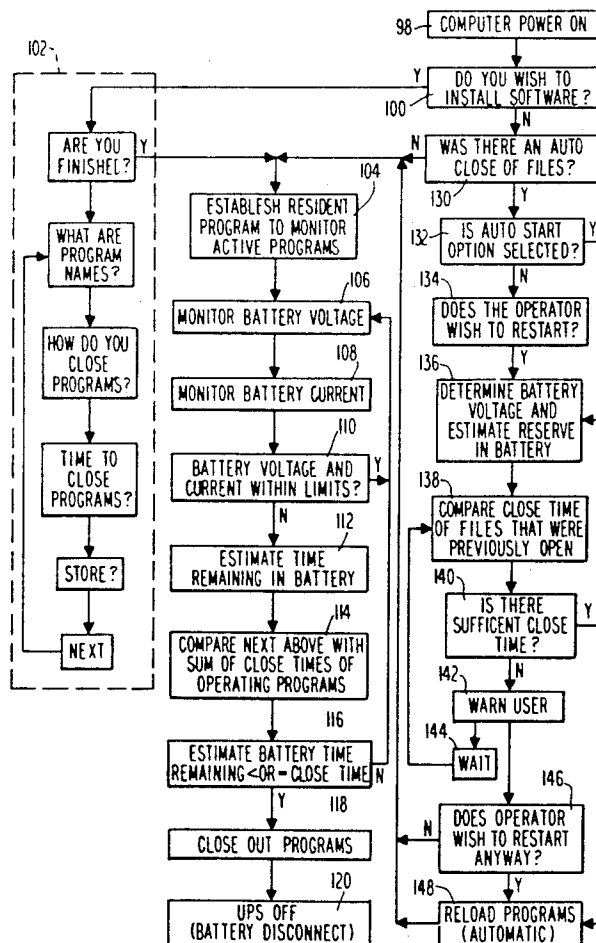 102
ARE YOU
FINISHED?
Y
WHAT ARE
PROGRAM
NAMES?
HOW DO YOU
CLOSE
PROGRAMS?
TIME TO
CLOSE
PROGRAMS?
STORE?
NEXT
104
ESTABLESH RESIDENT
PROGRAM TO MONITOR
ACTIVE PROGRAMS
106
MONITOR BATTERY VOLTAGE
108
MONITOR BATTERY CURRENT
110
BATTERY VOLTAGE AND
CURRENT WITHIN LIMITS?
Y
N
112
ESTIMATE TIME
REMAINING IN BATTERY
114
COMPARE NEXT ABOVE WITH
SUM OF CLOSE TIMES OF
OPERATING PROGRAMS
116
ESTIMATE BATTERY TIME
REMAINING <OR= CLOSE TIME
N
Y
118
CLOSE OUT PROGRAMS
120
UPS OFF
(BATTERY DISCONNECT)
98
COMPUTER POWER ON
Y
DO YOU WISH TO
INSTALL SOFTWARE?
100
N
N
WAS THERE AN AUTO
CLOSE OF FILES?
130
Y
132
IS AUTO START
OPTION SELECTED?
Y
134
N
DOES THE OPERATOR
WISH TO RESTART?
136
Y
DETERMINE BATTERY
VOLTAGE AND
ESTIMATE RESERVE
IN BATTERY
138
COMPARE CLOSE TIME
OF FILES THAT WERE
PREVIOUSLY OPEN
140
IS THERE
SUFFICENT CLOSE
TIME?
Y
142
N
WARN USER
144
WAIT
146
DOES OPERATOR
WISH TO RESTART
ANYWAY?
N
Y
148
RELOAD PROGRAMS
(AUTOMATIC)